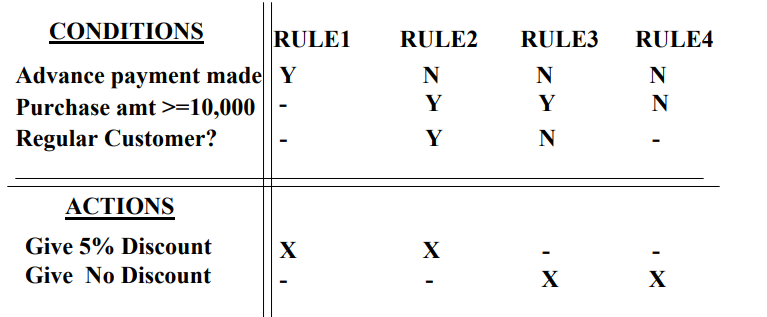 CONDITIONS RULE1 RULE2 RULE3 RULE4
Advance payment made Y N N N
Purchase amt >=10,000 - Y Y N
Regular Customer? - Y N -
ACTIONS
Give 5% Discount X X - -
Give No Discount - - X X